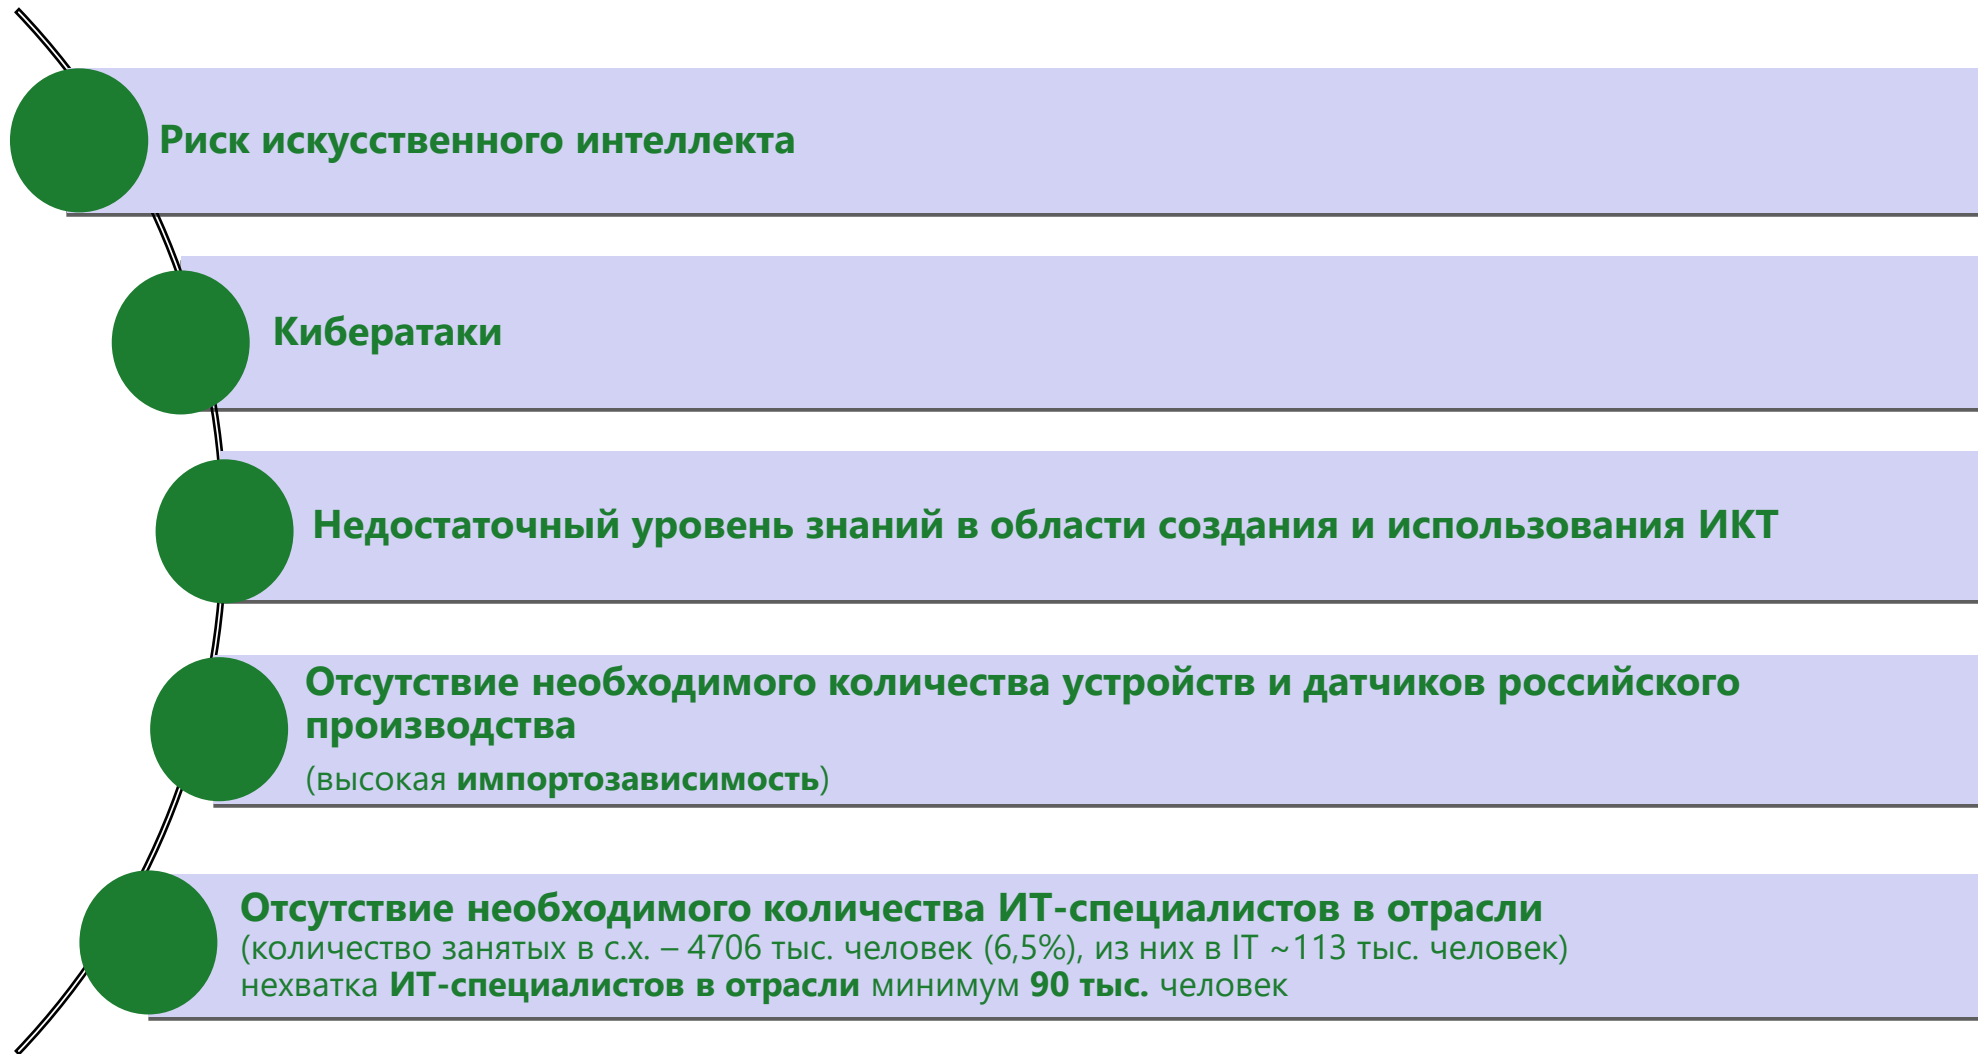 Риск искусственного интеллекта
Кибератаки
Недостаточный уровень знаний в области создания и использования ИКТ
Отсутствие необходимого количества устройств и датчиков российского
производства
(высокая импортозависимость)
Отсутствие необходимого количества ИТ-специалистов в отрасли
(количество занятых в с.х. – 4706 тыс. человек (6,5%), из них в IT ~113 тыс. человек)
нехватка ИТ-специалистов в отрасли минимум 90 тыс. человек